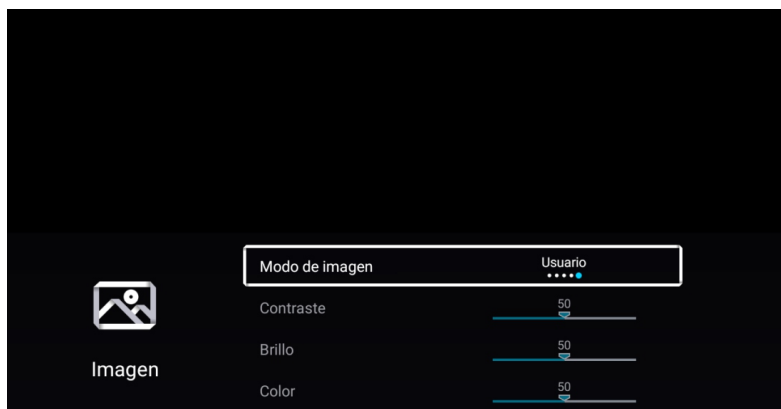 Modo de imagen
Usuario
Contraste
50
Brillo
50
Imagen
Color
50